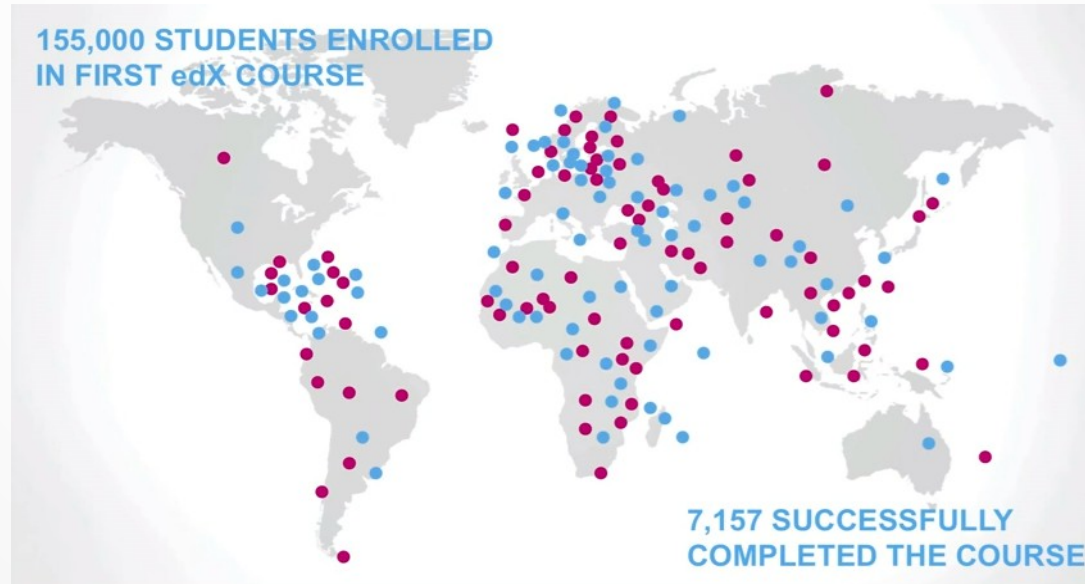 155,000 STUDENTS ENROLLED
IN FIRST edX COURSE
7,157 SUCCESSFULLY
COMPLETED THE COURSE